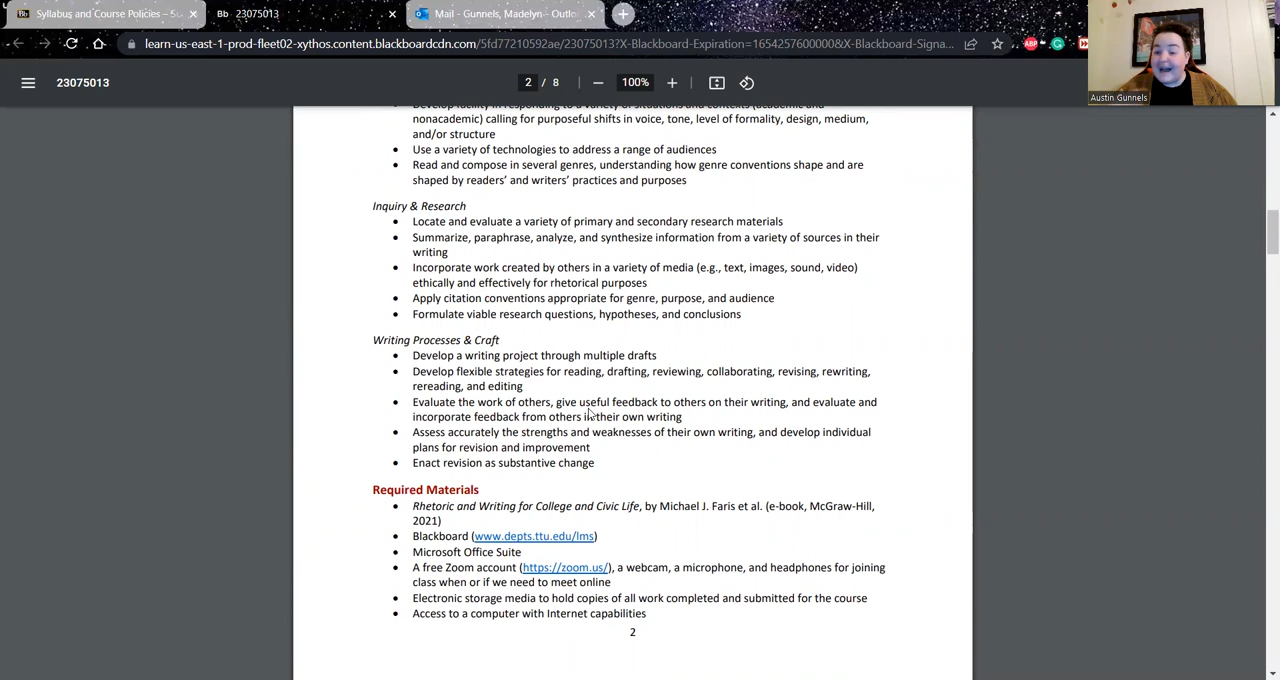 Syllabus and Course Policies – Su
23075013
Mail - Gunnels, Madelyn - Outlo
learn-us-east-1-prod-fleet02-xythos.content.blackboardcdn.com/5fd77210592ae/23075013?X-Blackboard-Expiration=1654257600000&X-Blackboard-Signa...
ABP
23075013
2 / 8
100%
Austin Gunnels
Develop facility in responding to a variety of situations and contexts (academic and
nonacademic) calling for purposeful shifts in voice, tone, level of formality, design, medium,
and/or structure
Use a variety of technologies to address a range of audiences
Read and compose in several genres, understanding how genre conventions shape and are
shaped by readers’ and writers’ practices and purposes
Inquiry & Research
Locate and evaluate a variety of primary and secondary research materials
Summarize, paraphrase, analyze, and synthesize information from a variety of sources in their
writing
Incorporate work created by others in a variety of media (e.g., text, images, sound, video)
ethically and effectively for rhetorical purposes
Apply citation conventions appropriate for genre, purpose, and audience
Formulate viable research questions, hypotheses, and conclusions
Writing Processes & Craft
Develop a writing project through multiple drafts
Develop flexible strategies for reading, drafting, reviewing, collaborating, revising, rewriting,
rereading, and editing
Evaluate the work of others, give useful feedback to others on their writing, and evaluate and
incorporate feedback from others in their own writing
Assess accurately the strengths and weaknesses of their own writing, and develop individual
plans for revision and improvement
Enact revision as substantive change
Required Materials
Rhetoric and Writing for College and Civic Life, by Michael J. Faris et al. (e-book, McGraw-Hill,
2021)
Blackboard (www.depts.ttu.edu/lms)
Microsoft Office Suite
A free Zoom account (https://zoom.us/), a webcam, a microphone, and headphones for joining
class when or if we need to meet online
Electronic storage media to hold copies of all work completed and submitted for the course
Access to a computer with Internet capabilities
2